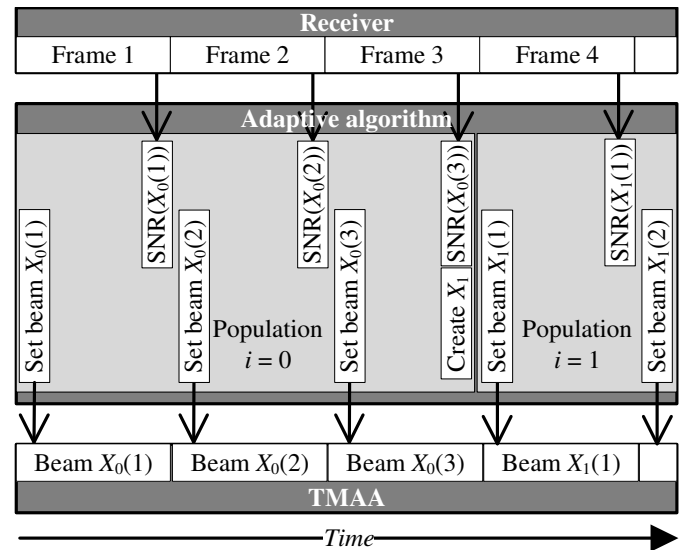 Receiver
Frame 1 Frame 2 Frame 3 Frame 4
Adaptive algorithm
SNR(X₀(1)) SNR(X₀(2)) SNR(X₀(3)) SNR(X₁(1))
Set beam X₀(1) Set beam X₀(2) Set beam X₀(3) Create X₁ Set beam X₁(1) Set beam X₁(2)
Population Population
i = 0 i = 1
Beam X₀(1) Beam X₀(2) Beam X₀(3) Beam X₁(1)
TMAA
Time